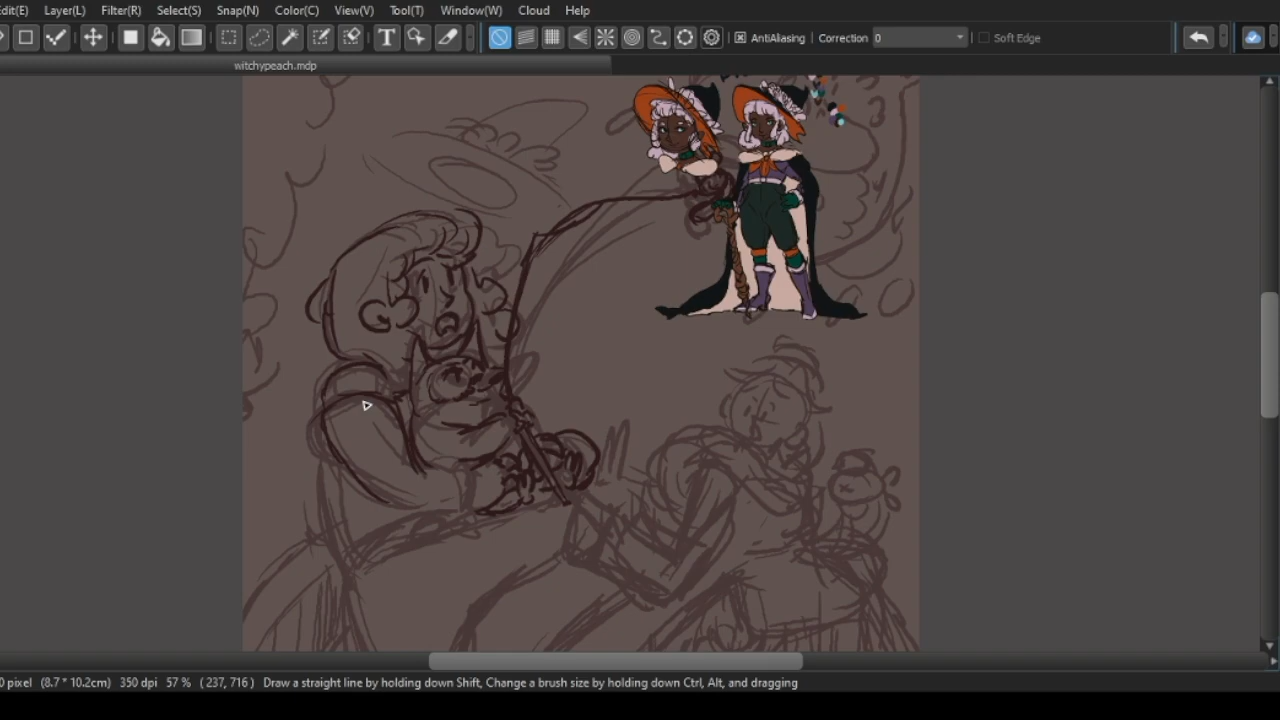 Edit(E) Layer(L) Filter(R) Select(S) Snap(N) Color(C) View(V) Tool(T) Window(W) Cloud Help
T AntiAliasing Correction 0 Soft Edge
witchypeach.mdp
0 pixel (8.7 * 10.2cm) 350 dpi 57 % ( 237, 716 ) Draw a straight line by holding down Shift, Change a brush size by holding down Ctrl, Alt, and dragging